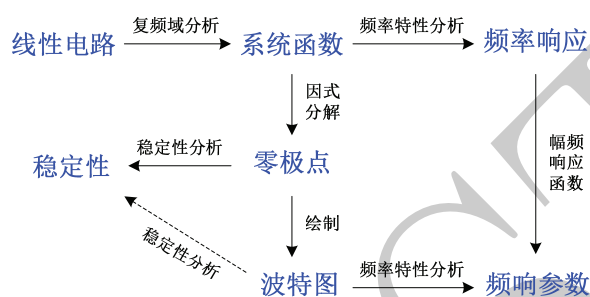 线性电路
复频域分析
系统函数
频率特性分析
频率响应
因式
分解
幅频
响应
函数
稳定性
稳定性分析
零极点
稳定性分析
绘制
波特图
频率特性分析
频响参数